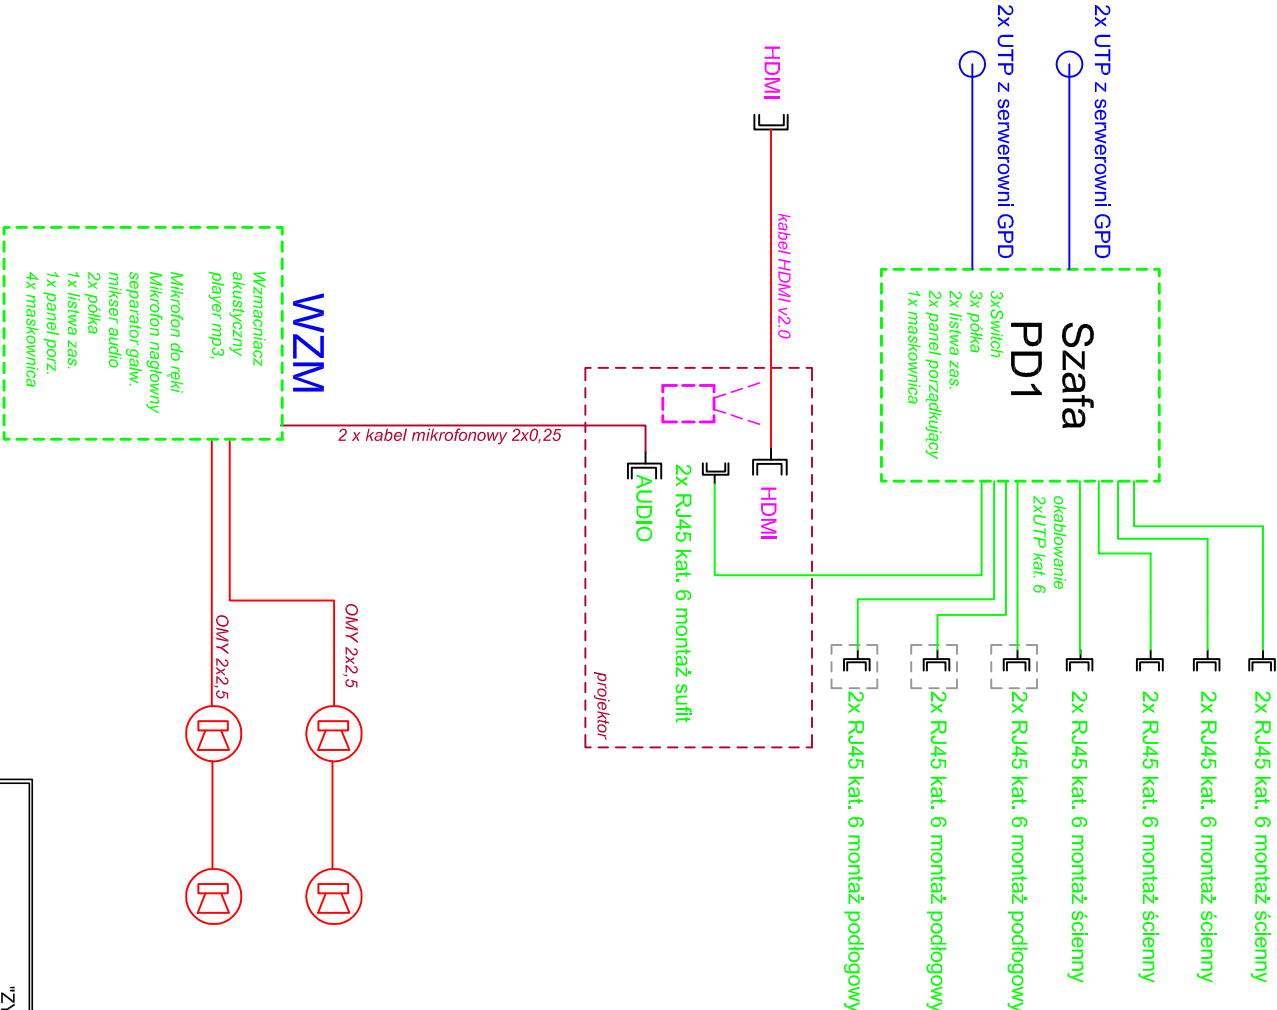 2x UTP z serwerowni GPD
2x UTP z serwerowni GPD
Szafa
PD1
3xSwitch
3x półka
2x listwa zas.
2x panel porządkujący
1x maskownica
okablowanie
2xUTP kat. 6
2x RJ45 kat. 6 montaż ścienny
2x RJ45 kat. 6 montaż ścienny
2x RJ45 kat. 6 montaż ścienny
2x RJ45 kat. 6 montaż ścienny
2x RJ45 kat. 6 montaż podłogowy
2x RJ45 kat. 6 montaż podłogowy
2x RJ45 kat. 6 montaż podłogowy
HDMI
kabel HDMI v2.0
HDMI
2x RJ45 kat. 6 montaż sufit
AUDIO
projektor
2 x kabel mikrofonowy 2x0,25
WZM
Wzmacniacz
akustyczny
player mp3,
Mikrofon do ręki
Mikrofon nagłowny
separator galw.
mikser audio
2x półka
1x listwa zas.
1x panel porz.
4x maskownica
OMY 2x2,5
OMY 2x2,5